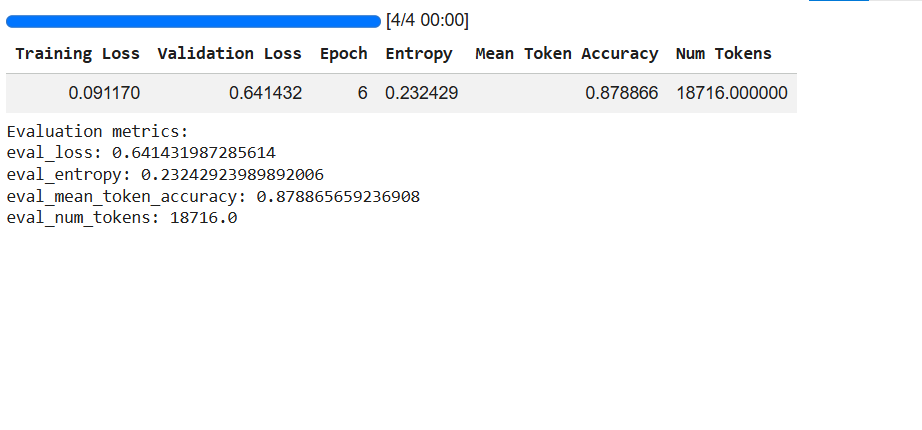 [4/4 00:00]
Training Loss Validation Loss Epoch Entropy Mean Token Accuracy Num Tokens
0.091170 0.641432 6 0.232429 0.878866 18716.000000
Evaluation metrics:
eval_loss: 0.641431987285614
eval_entropy: 0.23242923989892006
eval_mean_token_accuracy: 0.878865659236908
eval_num_tokens: 18716.0